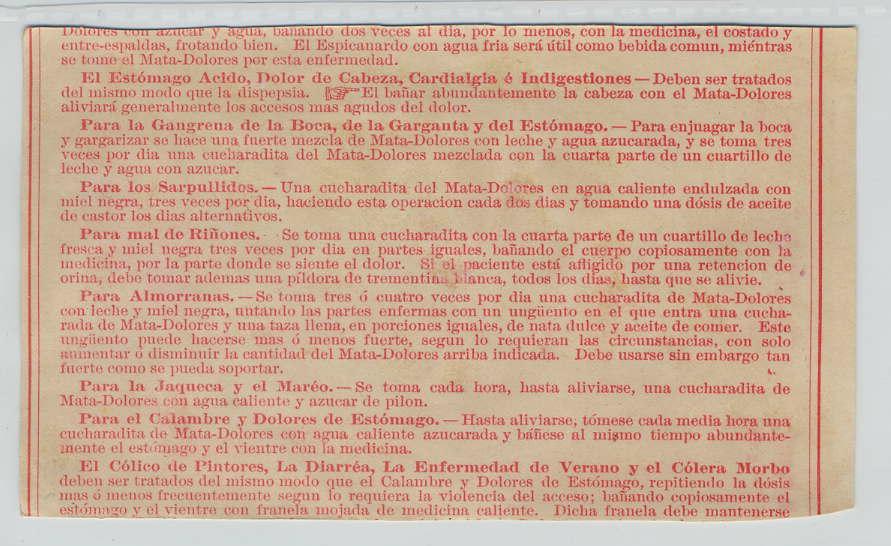 Dolores con azucar y agua, bañando dos veces al dia, por lo menos, con la medicina, el costado y
entre-espaldas, frotando bien. El Espicanardo con agua fria será útil como bebida comun, miéntras
se tome el Mata-Dolores por esta enfermedad.
El Estómago Acido, Dolor de Cabeza, Cardialgia é Indigestiones—Deben ser tratados
del mismo modo que la dispepsia. ☞El bañar abundantemente la cabeza con el Mata-Dolores
aliviará generalmente los accesos mas agudos del dolor.
Para la Gangrena de la Boca, de la Garganta y del Estómago.—Para enjuagar la boca
y gargarizar se hace una fuerte mezcla de Mata-Dolores con leche y agua azucarada, y se toma tres
veces por dia una cucharadita del Mata-Dolores mezclada con la cuarta parte de un cuartillo de
leche y agua con azucar.
Para los Sarpullidos.—Una cucharadita del Mata-Dolores en agua caliente endulzada con
miel negra, tres veces por dia, haciendo esta operacion cada dos dias y tomando una dósis de aceite
de castor los dias alternativos.
Para mal de Riñones. Se toma una cucharadita con la cuarta parte de un cuartillo de leche
fresca y miel negra tres veces por dia en partes iguales, bañando el cuerpo copiosamente con la
medicina, por la parte donde se siente el dolor. Si el paciente está afligido por una retencion de
orina, debe tomar ademas una píldora de trementina blanca, todos los dias, hasta que se alivie.
Para Almorranas.—Se toma tres ó cuatro veces por dia una cucharadita de Mata-Dolores
con leche y miel negra, untando las partes enfermas con un ungüento en el que entra una cucha-
rada de Mata-Dolores y una taza llena, en porciones iguales, de nata dulce y aceite de comer. Este
ungüento puede hacerse mas ó menos fuerte, segun lo requieran las circunstancias, con solo
aumentar ó disminuir la cantidad del Mata-Dolores arriba indicada. Debe usarse sin embargo tan
fuerte como se pueda soportar.
Para la Jaqueca y el Maréo.—Se toma cada hora, hasta aliviarse, una cucharadita de
Mata-Dolores con agua caliente y azucar de pilon.
Para el Calambre y Dolores de Estómago.—Hasta aliviarse, tómese cada media hora una
cucharadita de Mata-Dolores con agua caliente azucarada y báñese al mismo tiempo abundante-
mente el estómago y el vientre con la medicina.
El Cólico de Pintores, La Diarréa, La Enfermedad de Verano y el Cólera Morbo
deben ser tratados del mismo modo que el Calambre y Dolores de Estómago, repitiendo la dósis
mas ó menos frecuentemente segun lo requiera la violencia del acceso; bañando copiosamente el
estómago y el vientre con franela mojada de medicina caliente. Dicha franela debe mantenerse